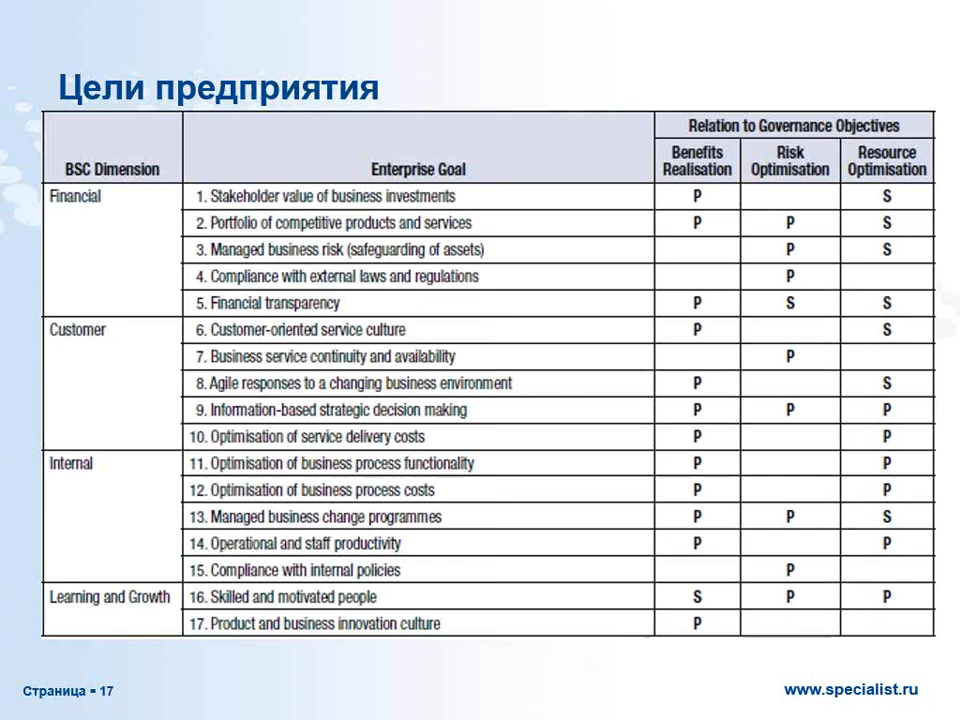 Цели предприятия
Relation to Governance Objectives
BSC Dimension Enterprise Goal Benefits Realisation Risk Optimisation Resource Optimisation
Financial 1. Stakeholder value of business investments P S
2. Portfolio of competitive products and services P P S
3. Managed business risk (safeguarding of assets) P S
4. Compliance with external laws and regulations P
5. Financial transparency P S S
Customer 6. Customer-oriented service culture P S
7. Business service continuity and availability P
8. Agile responses to a changing business environment P S
9. Information-based strategic decision making P P P
10. Optimisation of service delivery costs P P
Internal 11. Optimisation of business process functionality P P
12. Optimisation of business process costs P P
13. Managed business change programmes P P S
14. Operational and staff productivity P P
15. Compliance with internal policies P
Learning and Growth 16. Skilled and motivated people S P P
17. Product and business innovation culture P
Страница ▪ 17
www.specialist.ru